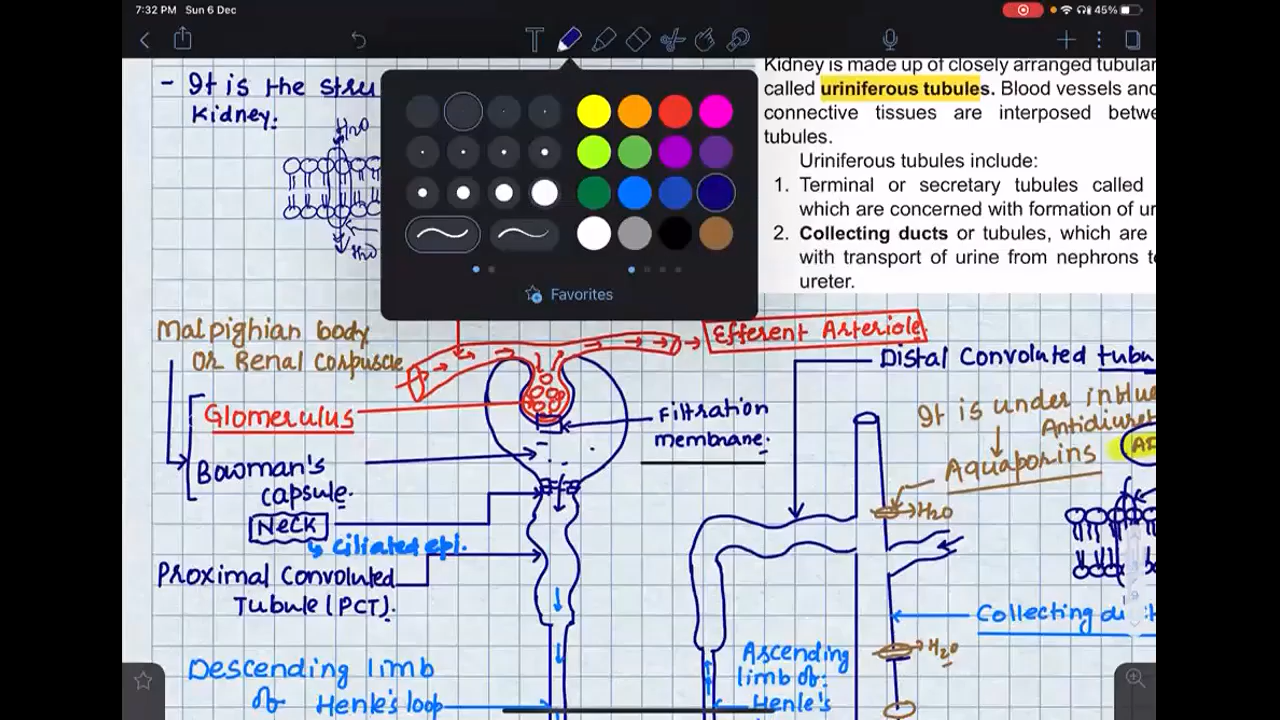 7:32 PM Sun 6 Dec
45%
- It is the stru
Kidney.
H2O
H2O
Favorites
Kidney is made up of closely arranged tubular
called uriniferous tubules. Blood vessels and
connective tissues are interposed betwe
tubules.
Uriniferous tubules include:
1. Terminal or secretary tubules called
which are concerned with formation of ur
2. Collecting ducts or tubules, which are
with transport of urine from nephrons t
ureter.
Malpighian body
or Renal Corpuscle
Efferent Arteriole
Distal Convoluted tubu
Glomerulus
Filtration
membrane.
It is under influe
Antidiuret
AD
Aquaporins
Bowman's
capsule.
H2O
Neck
ciliated epi.
Proximal Convoluted
Tubule (PCT).
Collecting du
H2O
Descending limb
of Henle's loop
Ascending
limb of
Henle's